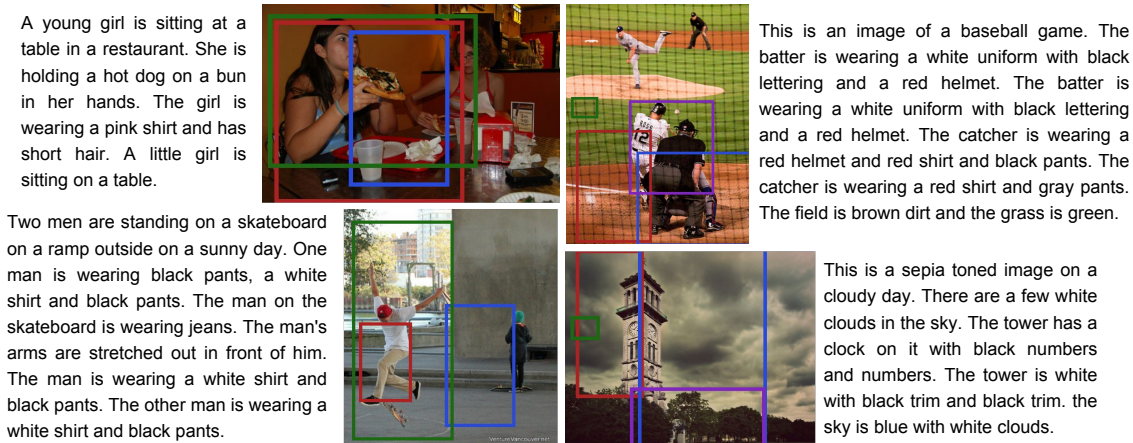 A young girl is sitting at a
table in a restaurant. She is
holding a hot dog on a bun
in her hands. The girl is
wearing a pink shirt and has
short hair. A little girl is
sitting on a table.
This is an image of a baseball game. The
batter is wearing a white uniform with black
lettering and a red helmet. The batter is
wearing a white uniform with black lettering
and a red helmet. The catcher is wearing a
red helmet and red shirt and black pants. The
catcher is wearing a red shirt and gray pants.
The field is brown dirt and the grass is green.
12
Two men are standing on a skateboard
on a ramp outside on a sunny day. One
man is wearing black pants, a white
shirt and black pants. The man on the
skateboard is wearing jeans. The man's
arms are stretched out in front of him.
The man is wearing a white shirt and
black pants. The other man is wearing a
white shirt and black pants.
VentureVancouver.net
This is a sepia toned image on a
cloudy day. There are a few white
clouds in the sky. The tower has a
clock on it with black numbers
and numbers. The tower is white
with black trim and black trim. the
sky is blue with white clouds.